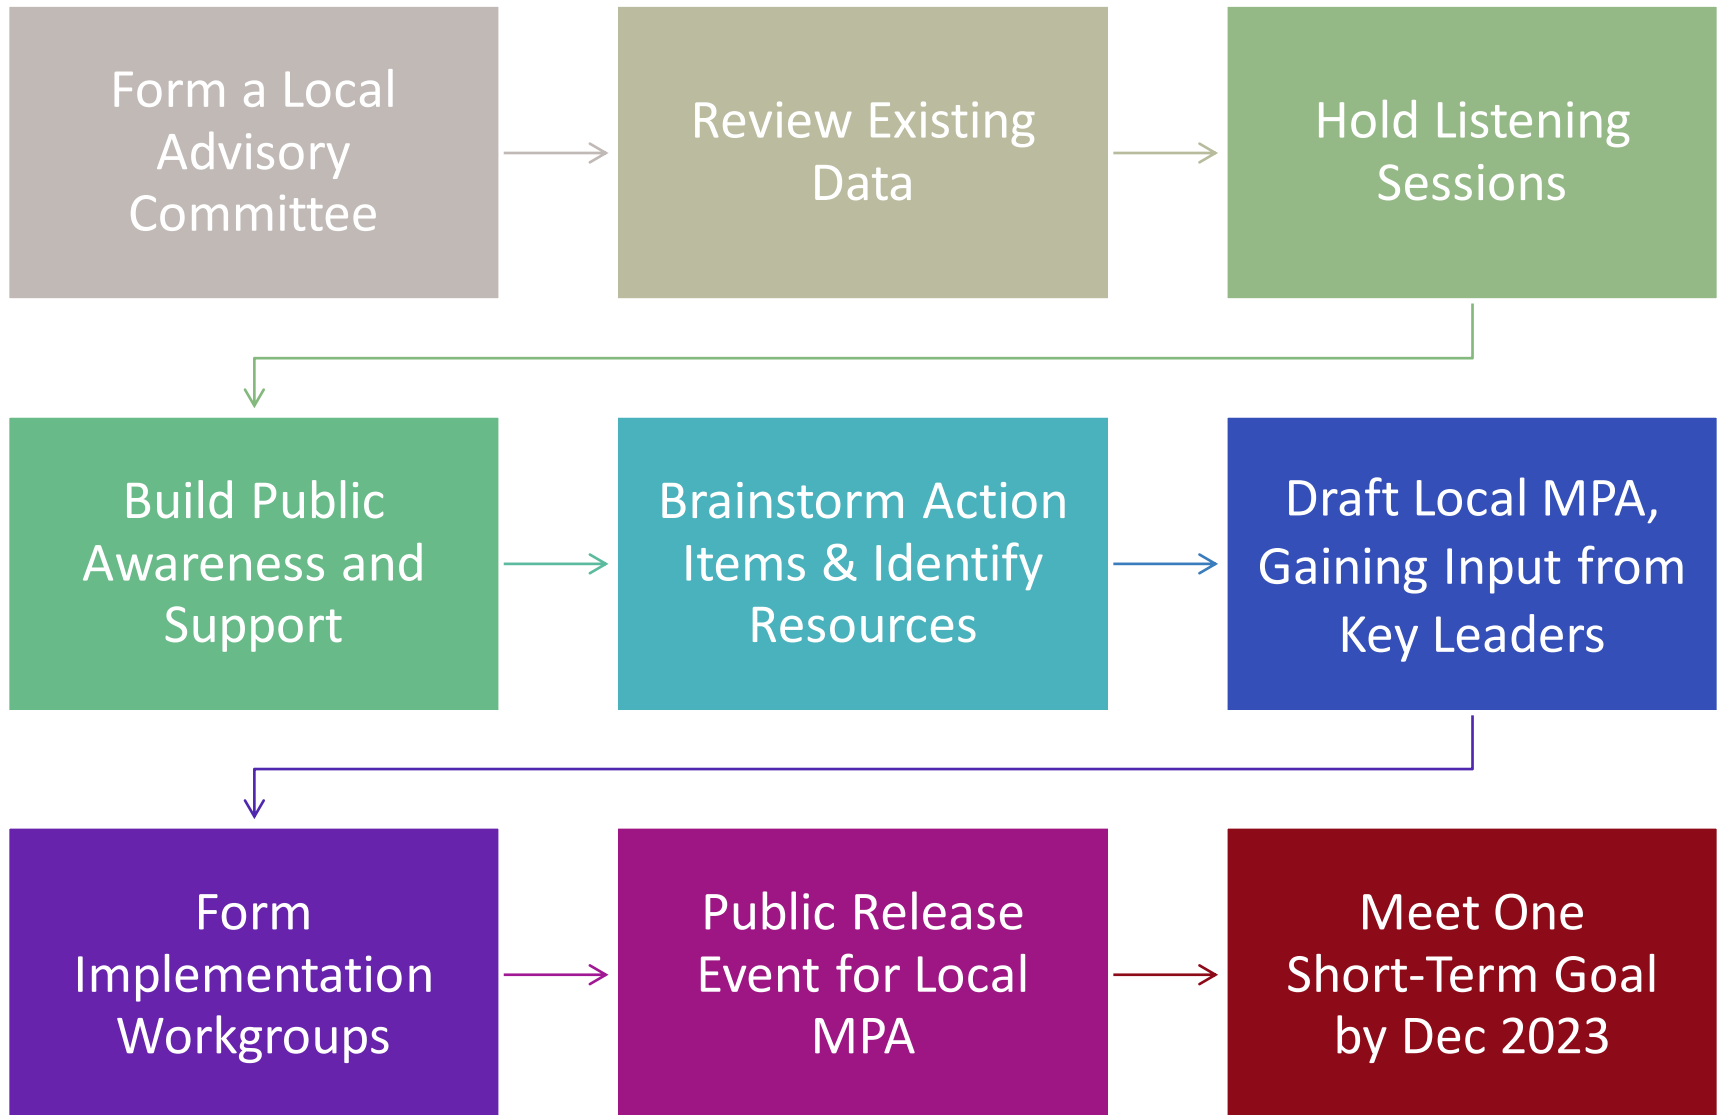 Form a Local
Advisory
Committee
Review Existing
Data
Hold Listening
Sessions
Build Public
Awareness and
Support
Brainstorm Action
Items & Identify
Resources
Draft Local MPA,
Gaining Input from
Key Leaders
Form
Implementation
Workgroups
Public Release
Event for Local
MPA
Meet One
Short-Term Goal
by Dec 2023